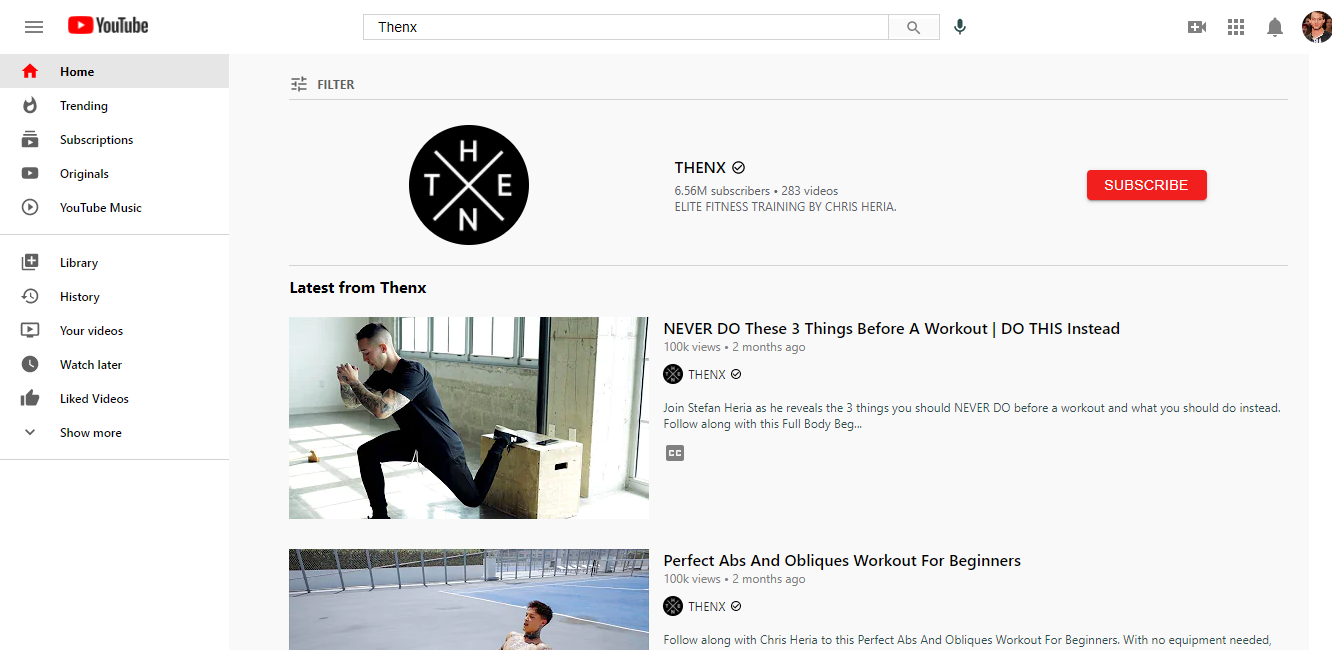 YouTube
Thenx
Home
Trending
Subscriptions
Originals
YouTube Music
Library
History
Your videos
Watch later
Liked Videos
Show more
FILTER
H
T E
N
THENX
6.56M subscribers • 283 videos
ELITE FITNESS TRAINING BY CHRIS HERIA.
SUBSCRIBE
Latest from Thenx
NEVER DO These 3 Things Before A Workout | DO THIS Instead
100k views • 2 months ago
THENX
Join Stefan Heria as he reveals the 3 things you should NEVER DO before a workout and what you should do instead.
Follow along with this Full Body Beg...
CC
Perfect Abs And Obliques Workout For Beginners
100k views • 2 months ago
THENX
Follow along with Chris Heria to this Perfect Abs And Obliques Workout For Beginners. With no equipment needed,